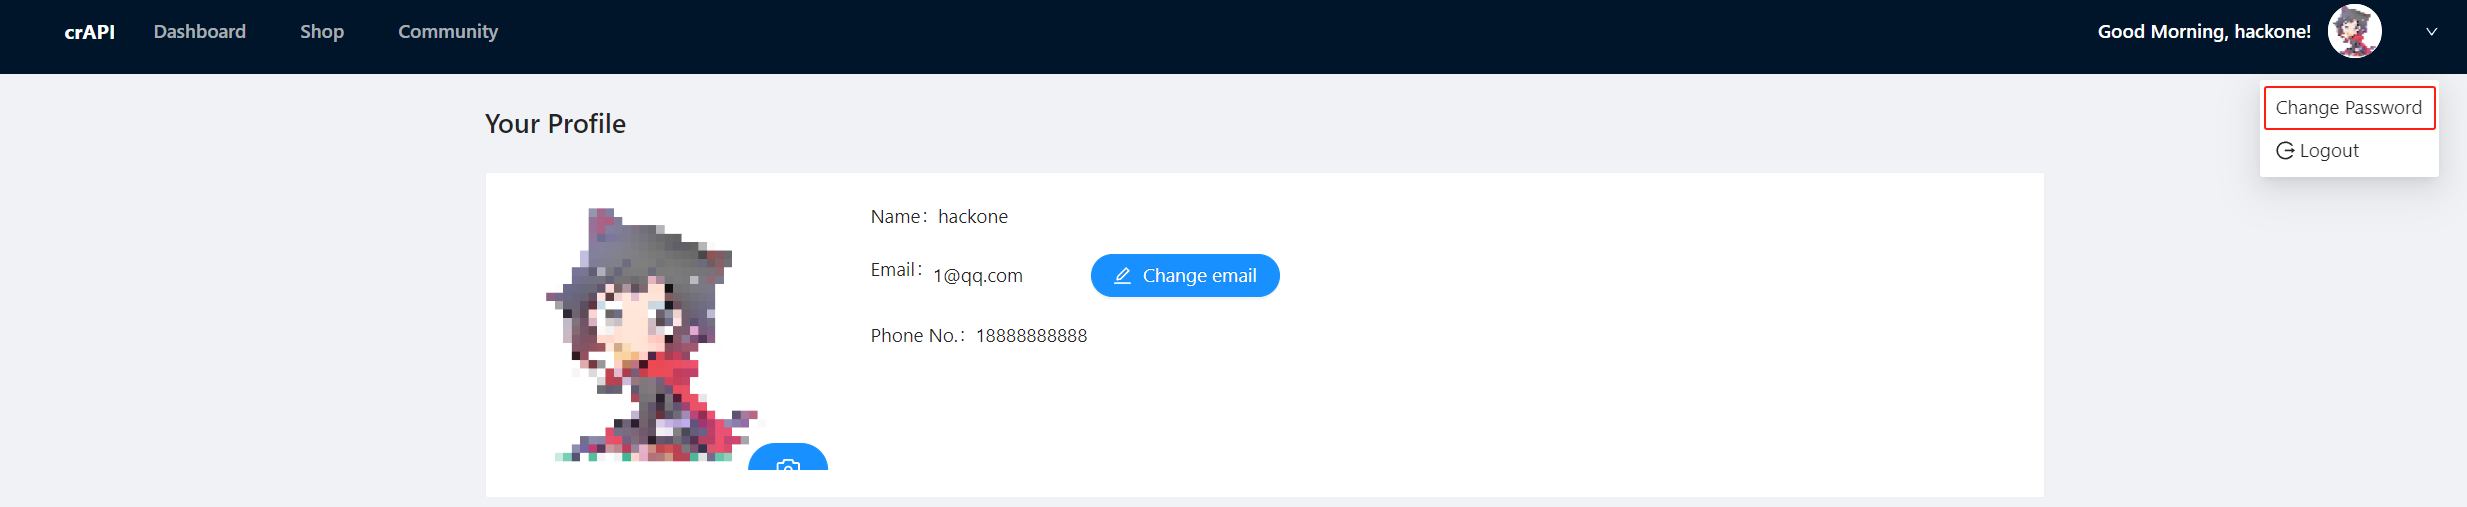 crAPI Dashboard Shop Community Good Morning, hackone!
Change Password
Logout
Your Profile
Name: hackone
Email: 1@qq.com Change email
Phone No.: 18888888888